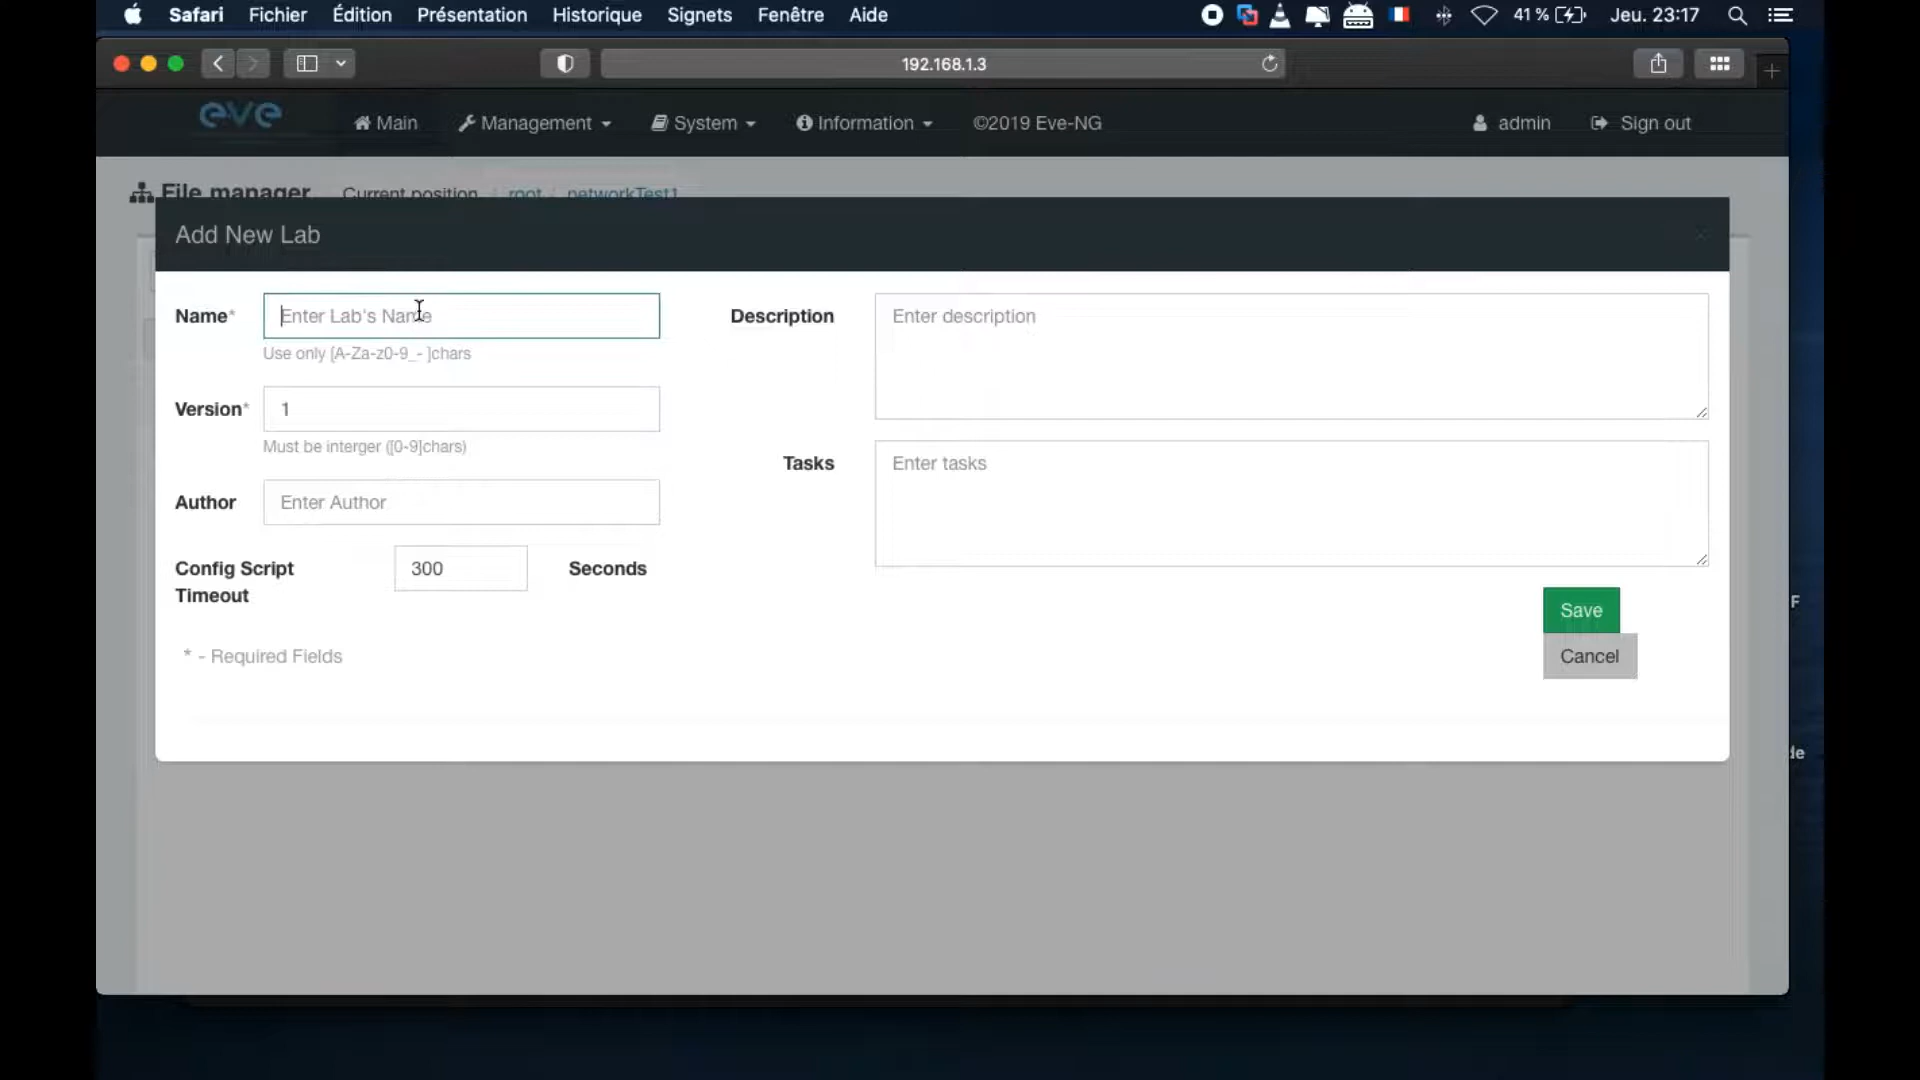 Safari Fichier Édition Présentation Historique Signets Fenêtre Aide 41 % Jeu. 23:17
192.168.1.3
eve Main Management System Information ©2019 Eve-NG admin Sign out
File manager Current position root networkTest1
Add New Lab
Name* Enter Lab's Name
Use only [A-Za-z0-9_- ]chars
Version* 1
Must be interger ([0-9]chars)
Author Enter Author
Config Script Timeout 300 Seconds
* - Required Fields
Description Enter description
Tasks Enter tasks
Save
Cancel
F
de